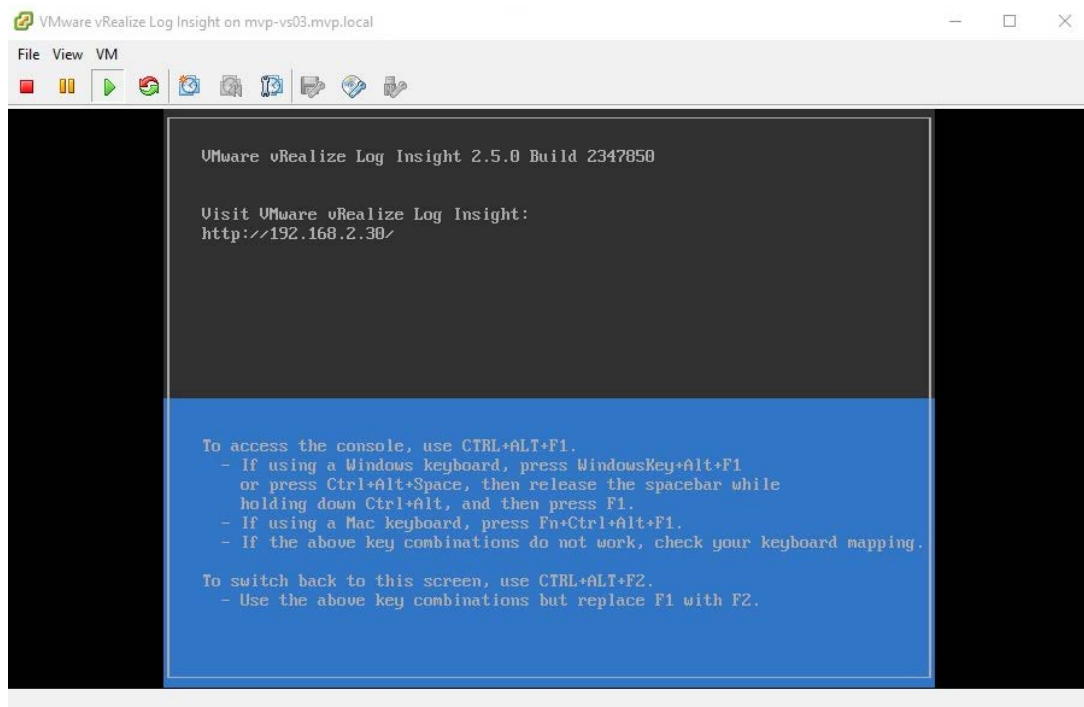 VMware vRealize Log Insight on mvp-vs03.mvp.local
File View VM
VMware vRealize Log Insight 2.5.0 Build 2347850
Visit VMware vRealize Log Insight:
http://192.168.2.30/
To access the console, use CTRL+ALT+F1.
- If using a Windows keyboard, press WindowsKey+Alt+F1
or press Ctrl+Alt+Space, then release the spacebar while
holding down Ctrl+Alt, and then press F1.
- If using a Mac keyboard, press Fn+Ctrl+Alt+F1.
- If the above key combinations do not work, check your keyboard mapping.
To switch back to this screen, use CTRL+ALT+F2.
- Use the above key combinations but replace F1 with F2.